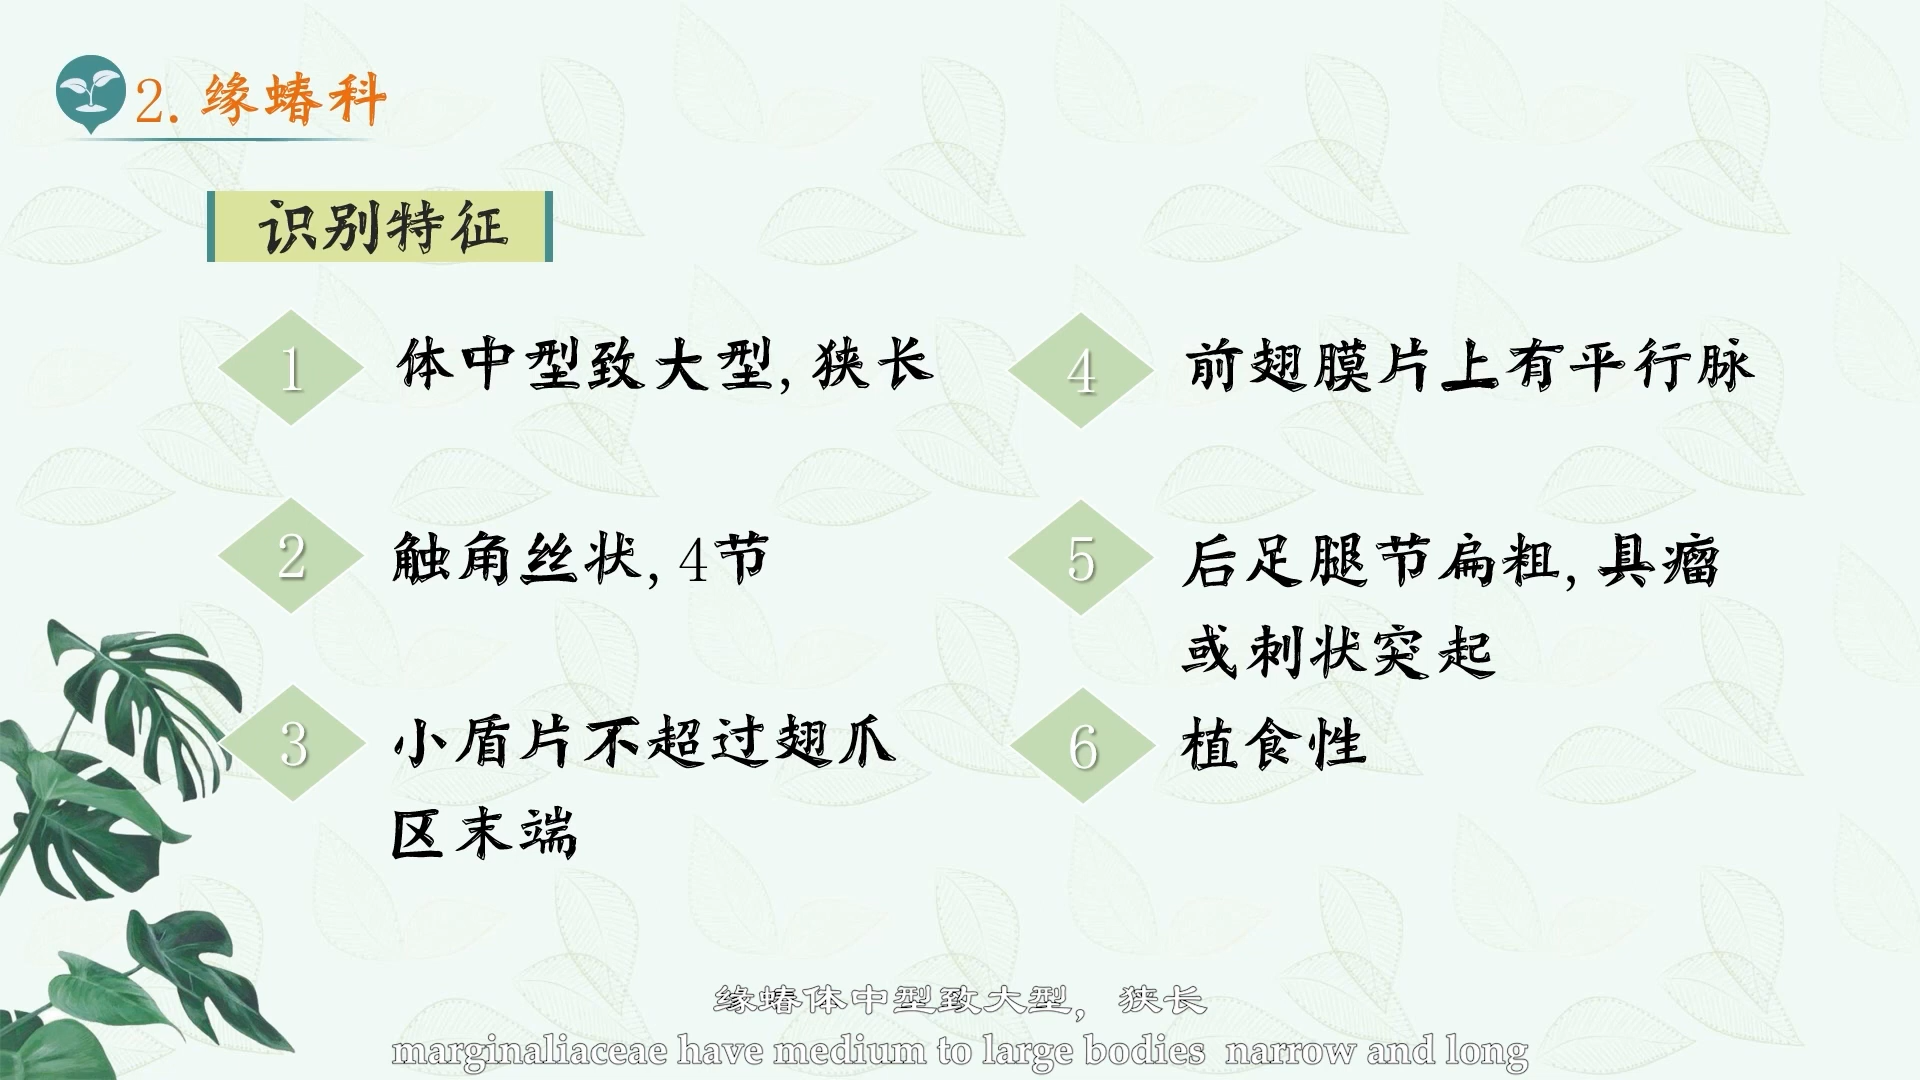 2.缘蝽科
识别特征
1 体中型致大型,狭长
2 触角丝状,4节
3 小盾片不超过翅爪
区末端
4 前翅膜片上有平行脉
5 后足腿节扁粗,具瘤
或刺状突起
6 植食性
缘蝽体中型致大型，狭长
marginaliaceae have medium to large bodies narrow and long